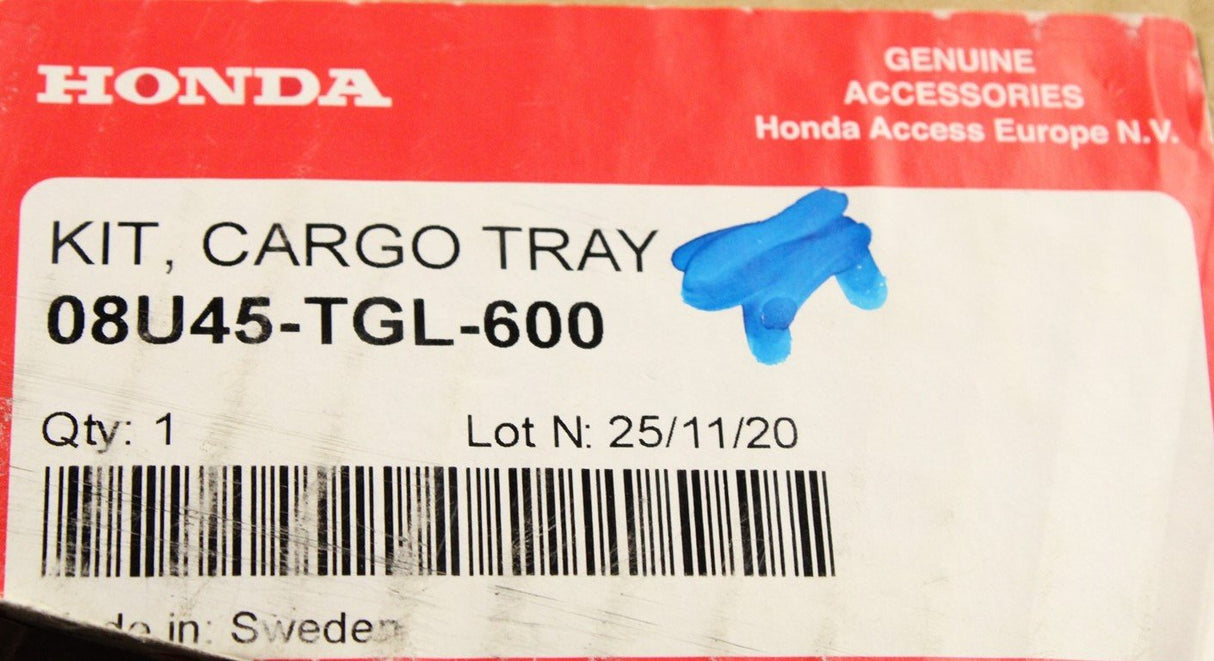 HONDA
GENUINE
ACCESSORIES
Honda Access Europe N.V.
KIT, CARGO TRAY
08U45-TGL-600
Qty: 1 Lot N: 25/11/20
in: Sweden